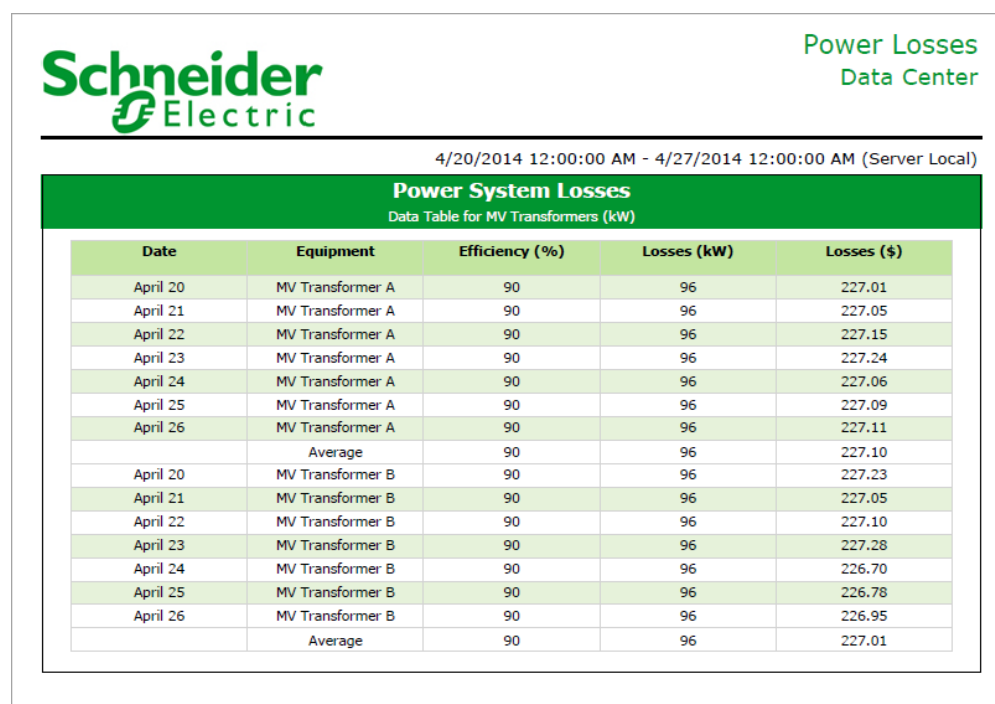 Schneider
Electric
Power Losses
Data Center
4/20/2014 12:00:00 AM - 4/27/2014 12:00:00 AM (Server Local)
Power System Losses
Data Table for MV Transformers (kW)
Date Equipment Efficiency (%) Losses (kW) Losses ($)
April 20 MV Transformer A 90 96 227.01
April 21 MV Transformer A 90 96 227.05
April 22 MV Transformer A 90 96 227.15
April 23 MV Transformer A 90 96 227.24
April 24 MV Transformer A 90 96 227.06
April 25 MV Transformer A 90 96 227.09
April 26 MV Transformer A 90 96 227.11
Average 90 96 227.10
April 20 MV Transformer B 90 96 227.23
April 21 MV Transformer B 90 96 227.05
April 22 MV Transformer B 90 96 227.10
April 23 MV Transformer B 90 96 227.28
April 24 MV Transformer B 90 96 226.70
April 25 MV Transformer B 90 96 226.78
April 26 MV Transformer B 90 96 226.95
Average 90 96 227.01